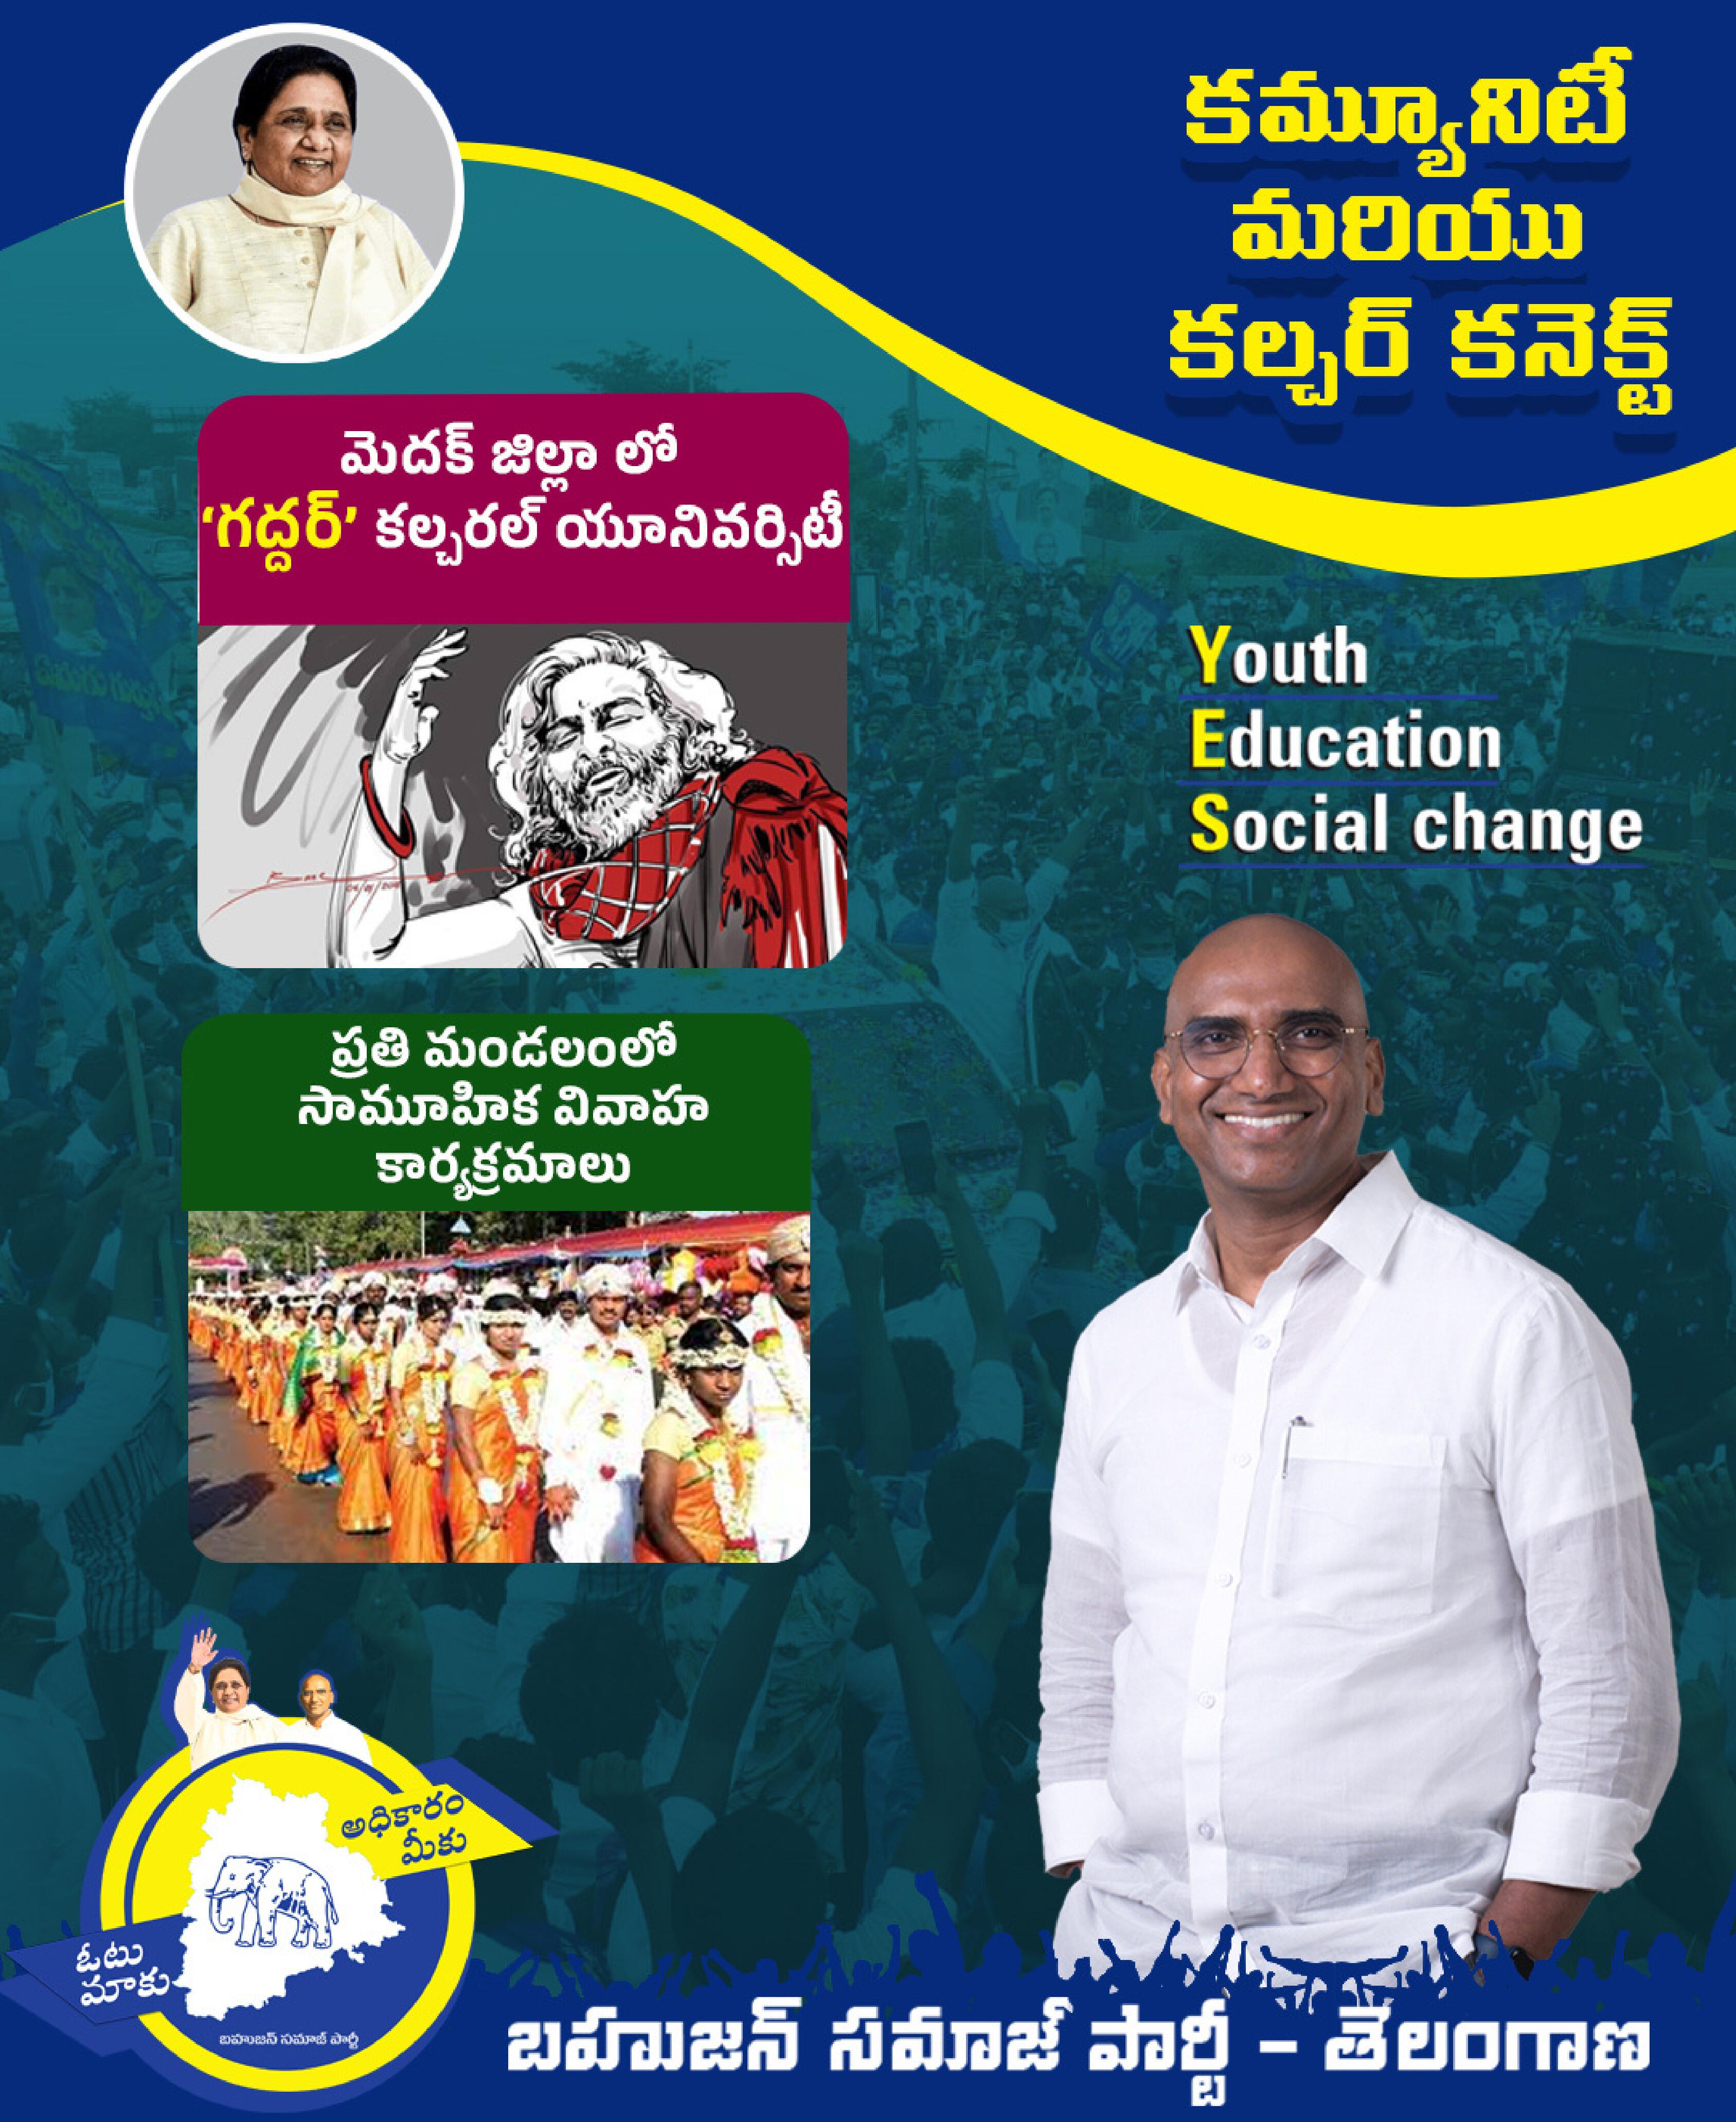 కమ్యూనిటీ
మరియు
కల్చర్ కనెక్ట్
మెదక్ జిల్లా లో
'గద్దర్' కల్చరల్ యూనివర్సిటీ
Youth
Education
Social change
ప్రతి మండలంలో
సామూహిక వివాహ
కార్యక్రమాలు
అధికారం
మీకు
ఓటు
మాకు
బహుజన్ సమాజ్ పార్టీ
బహుజన్ సమాజ్ పార్టీ - తెలంగాణ